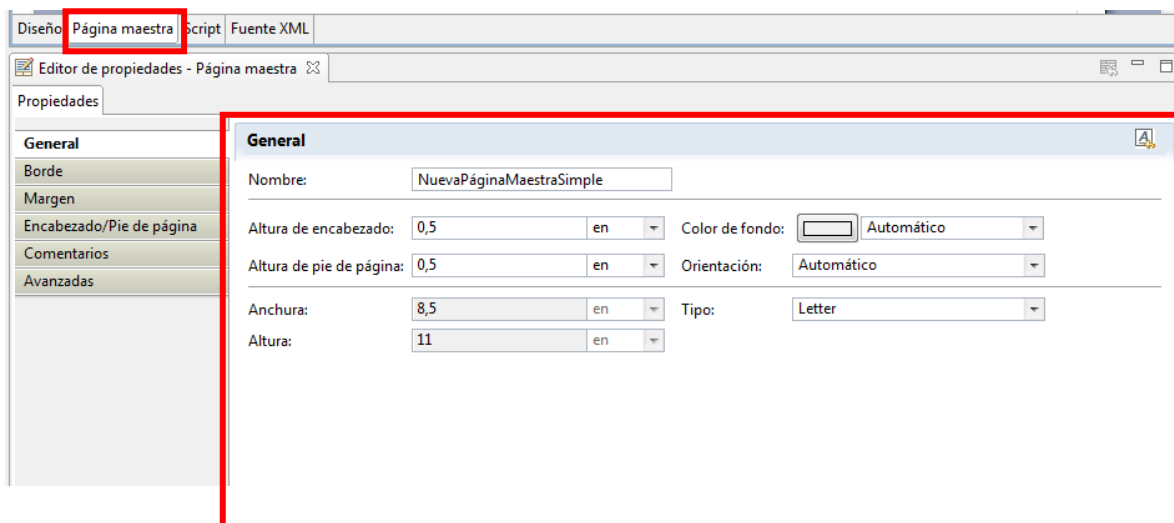 Diseño Página maestra Script Fuente XML
Editor de propiedades - Página maestra
Propiedades
General
Borde
Margen
Encabezado/Pie de página
Comentarios
Avanzadas
General
Nombre: NuevaPáginaMaestraSimple
Altura de encabezado: 0,5 en Color de fondo: Automático
Altura de pie de página: 0,5 en Orientación: Automático
Anchura: 8,5 en Tipo: Letter
Altura: 11 en